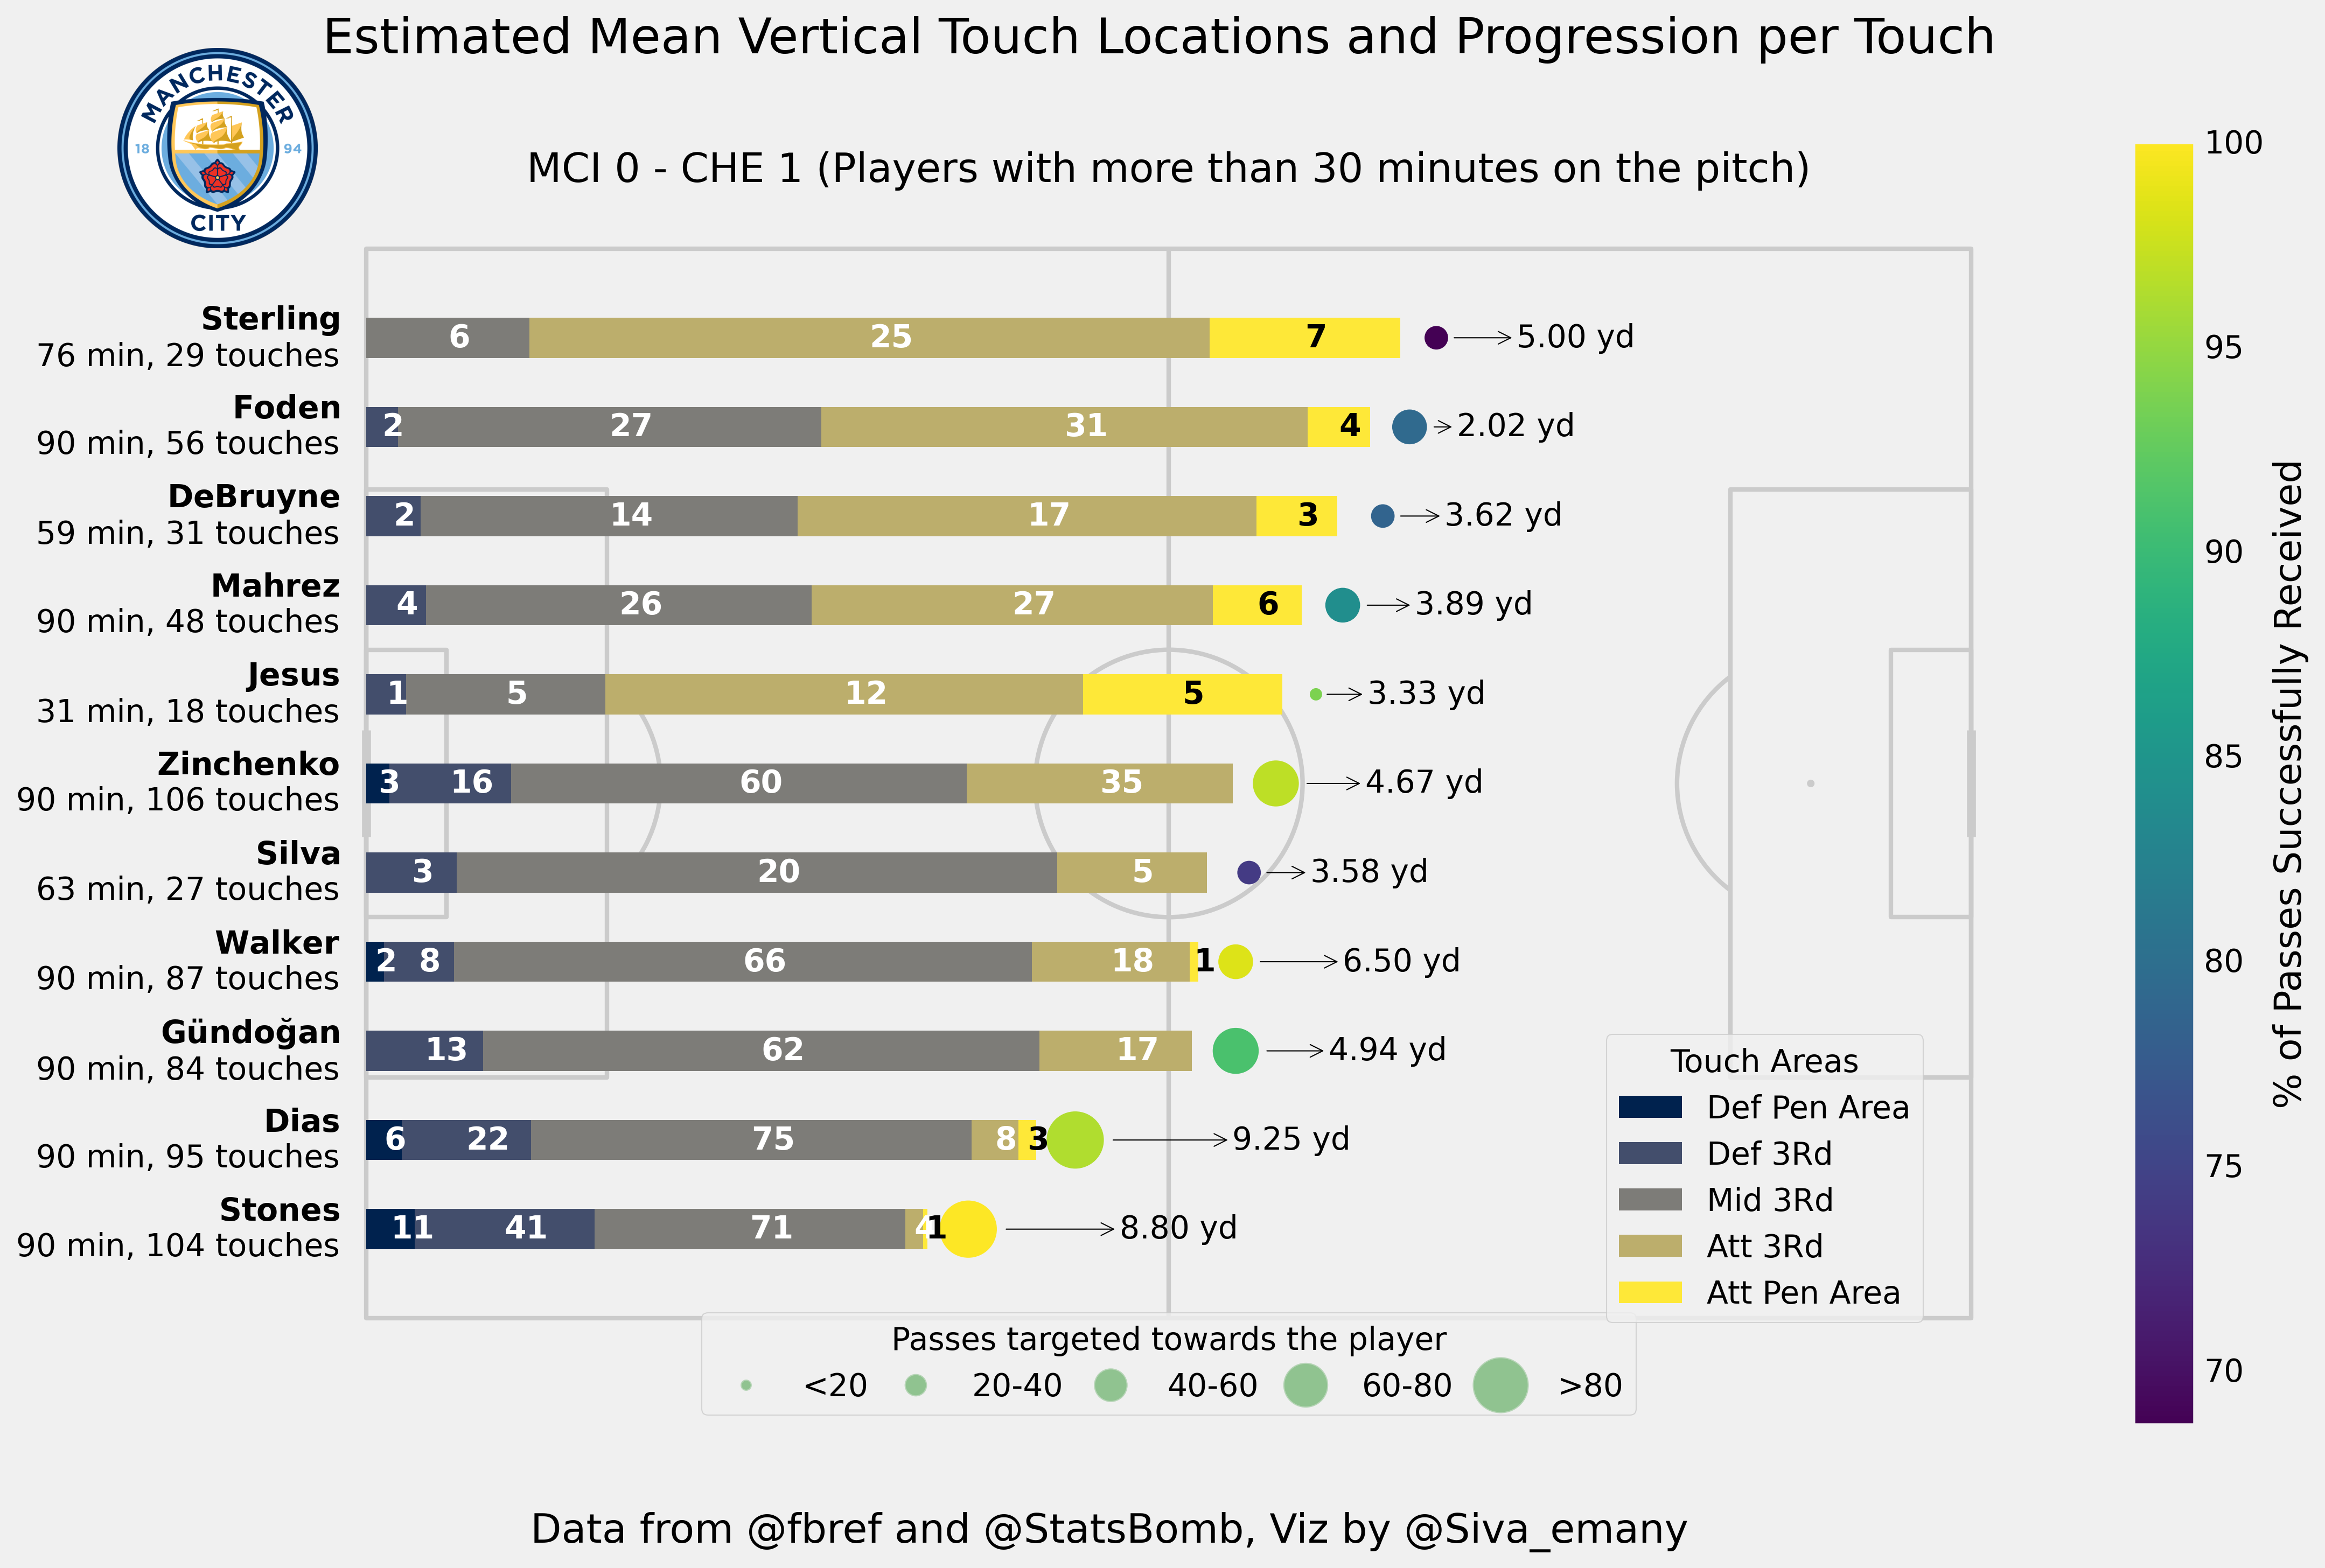 Estimated Mean Vertical Touch Locations and Progression per Touch
MANCHESTER
18 94
CITY
MCI 0 - CHE 1 (Players with more than 30 minutes on the pitch)
Sterling
76 min, 29 touches
6 25 7 5.00 yd
Foden
90 min, 56 touches
2 27 31 4 2.02 yd
DeBruyne
59 min, 31 touches
2 14 17 3 3.62 yd
Mahrez
90 min, 48 touches
4 26 27 6 3.89 yd
Jesus
31 min, 18 touches
1 5 12 5 3.33 yd
Zinchenko
90 min, 106 touches
3 16 60 35 4.67 yd
Silva
63 min, 27 touches
3 20 5 3.58 yd
Walker
90 min, 87 touches
2 8 66 18 1 6.50 yd
Gündoğan
90 min, 84 touches
13 62 17 4.94 yd
Dias
90 min, 95 touches
6 22 75 8 3 9.25 yd
Stones
90 min, 104 touches
11 41 71 4 1 8.80 yd
Touch Areas
Def Pen Area
Def 3Rd
Mid 3Rd
Att 3Rd
Att Pen Area
Passes targeted towards the player
<20 20-40 40-60 60-80 >80
100
95
90
85
80
75
70
% of Passes Successfully Received
Data from @fbref and @StatsBomb, Viz by @Siva_emany